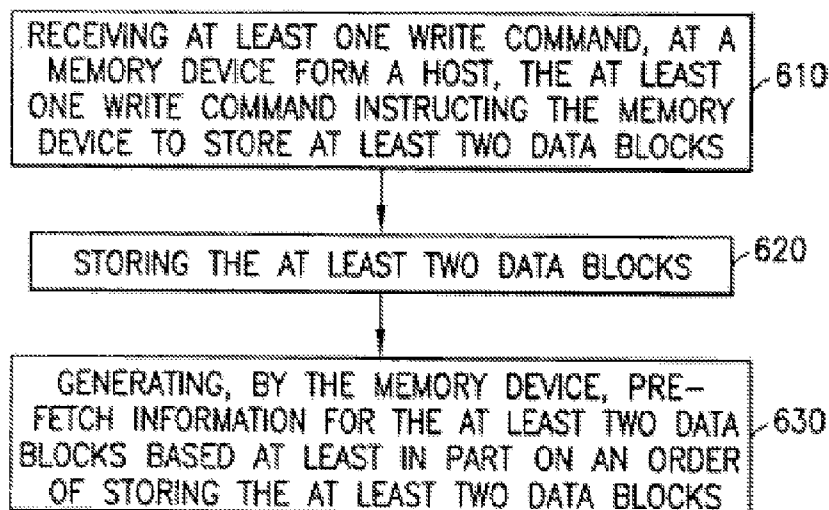 RECEIVING AT LEAST ONE WRITE COMMAND, AT A
MEMORY DEVICE FORM A HOST, THE AT LEAST
ONE WRITE COMMAND INSTRUCTING THE MEMORY
DEVICE TO STORE AT LEAST TWO DATA BLOCKS
610
STORING THE AT LEAST TWO DATA BLOCKS
620
GENERATING, BY THE MEMORY DEVICE, PRE-
FETCH INFORMATION FOR THE AT LEAST TWO DATA
BLOCKS BASED AT LEAST IN PART ON AN ORDER
OF STORING THE AT LEAST TWO DATA BLOCKS
630